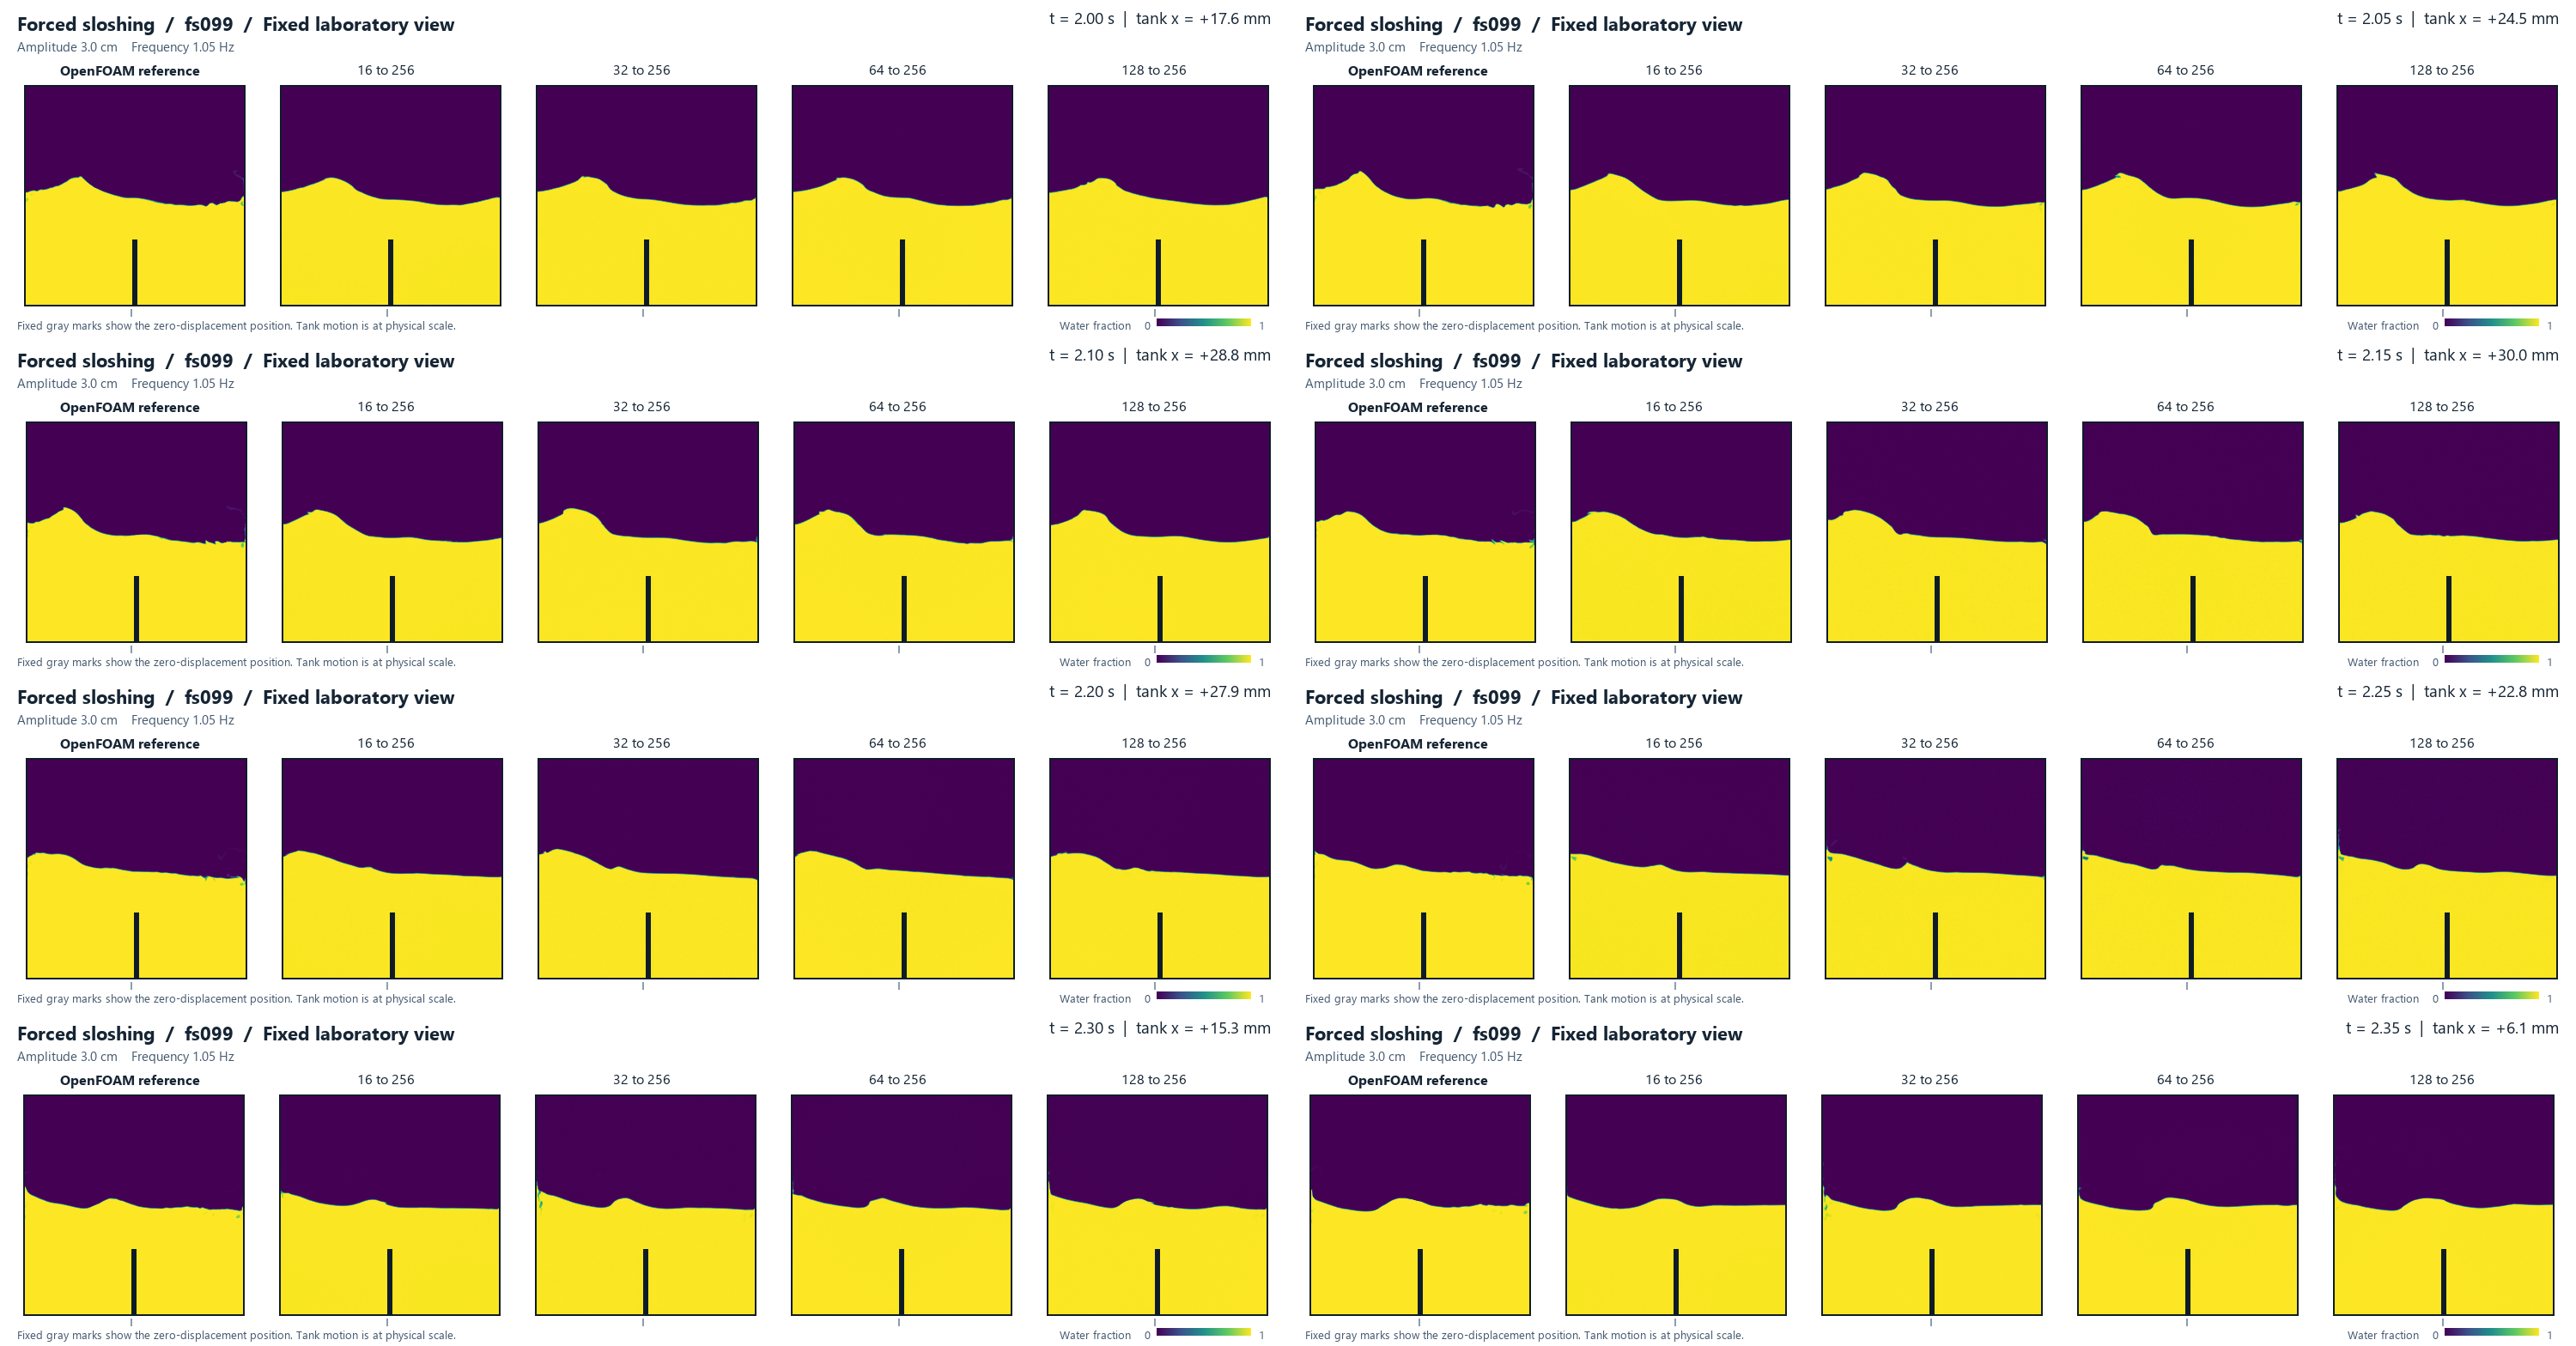 Forced sloshing / fs099 / Fixed laboratory view
t = 2.00 s | tank x = +17.6 mm
Amplitude 3.0 cm Frequency 1.05 Hz
OpenFOAM reference 16 to 256 32 to 256 64 to 256 128 to 256
Fixed gray marks show the zero-displacement position. Tank motion is at physical scale.
Water fraction 0 1
Forced sloshing / fs099 / Fixed laboratory view
t = 2.05 s | tank x = +24.5 mm
Amplitude 3.0 cm Frequency 1.05 Hz
OpenFOAM reference 16 to 256 32 to 256 64 to 256 128 to 256
Fixed gray marks show the zero-displacement position. Tank motion is at physical scale.
Water fraction 0 1
Forced sloshing / fs099 / Fixed laboratory view
t = 2.10 s | tank x = +28.8 mm
Amplitude 3.0 cm Frequency 1.05 Hz
OpenFOAM reference 16 to 256 32 to 256 64 to 256 128 to 256
Fixed gray marks show the zero-displacement position. Tank motion is at physical scale.
Water fraction 0 1
Forced sloshing / fs099 / Fixed laboratory view
t = 2.15 s | tank x = +30.0 mm
Amplitude 3.0 cm Frequency 1.05 Hz
OpenFOAM reference 16 to 256 32 to 256 64 to 256 128 to 256
Fixed gray marks show the zero-displacement position. Tank motion is at physical scale.
Water fraction 0 1
Forced sloshing / fs099 / Fixed laboratory view
t = 2.20 s | tank x = +27.9 mm
Amplitude 3.0 cm Frequency 1.05 Hz
OpenFOAM reference 16 to 256 32 to 256 64 to 256 128 to 256
Fixed gray marks show the zero-displacement position. Tank motion is at physical scale.
Water fraction 0 1
Forced sloshing / fs099 / Fixed laboratory view
t = 2.25 s | tank x = +22.8 mm
Amplitude 3.0 cm Frequency 1.05 Hz
OpenFOAM reference 16 to 256 32 to 256 64 to 256 128 to 256
Fixed gray marks show the zero-displacement position. Tank motion is at physical scale.
Water fraction 0 1
Forced sloshing / fs099 / Fixed laboratory view
t = 2.30 s | tank x = +15.3 mm
Amplitude 3.0 cm Frequency 1.05 Hz
OpenFOAM reference 16 to 256 32 to 256 64 to 256 128 to 256
Fixed gray marks show the zero-displacement position. Tank motion is at physical scale.
Water fraction 0 1
Forced sloshing / fs099 / Fixed laboratory view
t = 2.35 s | tank x = +6.1 mm
Amplitude 3.0 cm Frequency 1.05 Hz
OpenFOAM reference 16 to 256 32 to 256 64 to 256 128 to 256
Fixed gray marks show the zero-displacement position. Tank motion is at physical scale.
Water fraction 0 1